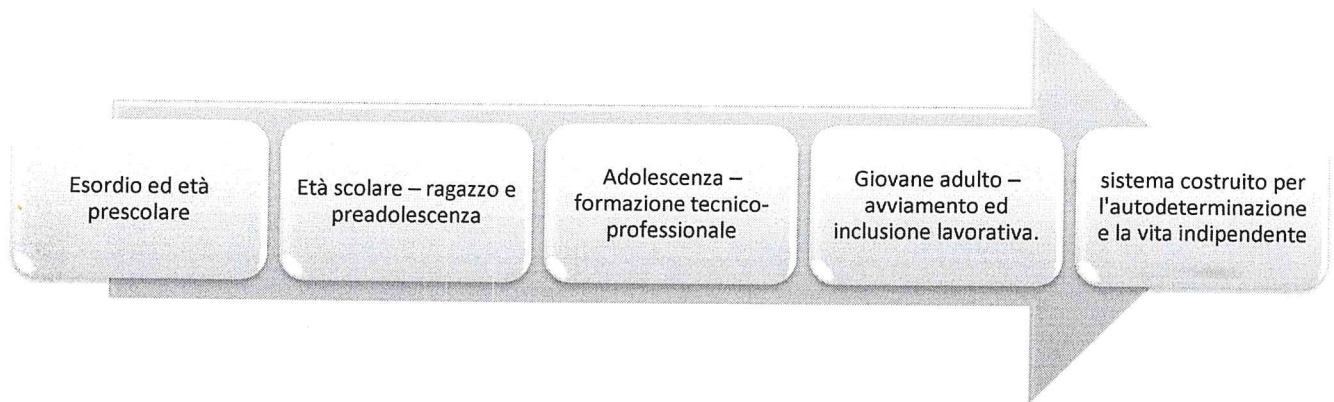 Esordio ed età
prescolare
Età scolare – ragazzo e
preadolescenza
Adolescenza –
formazione tecnico-
professionale
Giovane adulto –
avviamento ed
inclusione lavorativa.
sistema costruito per
l'autodeterminazione
e la vita indipendente